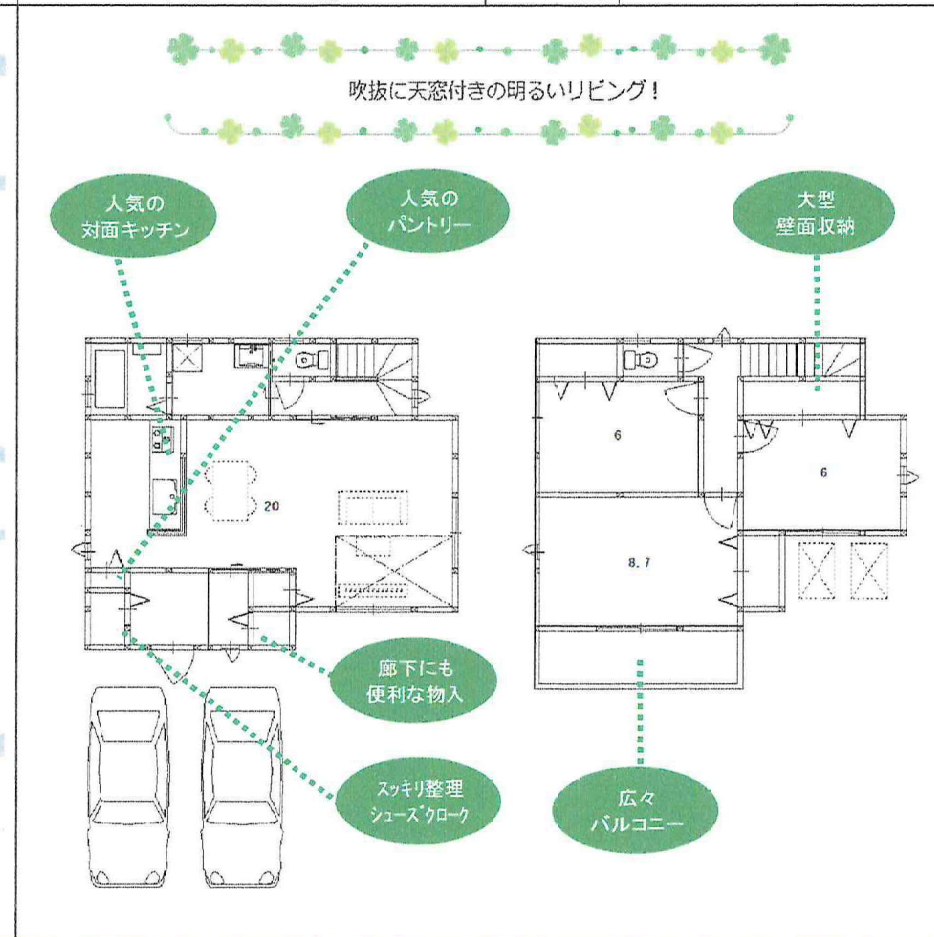 吹抜に天窓付きの明るいリビング!
人気の
対面キッチン
人気の
パントリー
大型
壁面収納
6
6
20
8.7
廊下にも
便利な物入
スッキリ整理
シューズクローク
広々
バルコニー